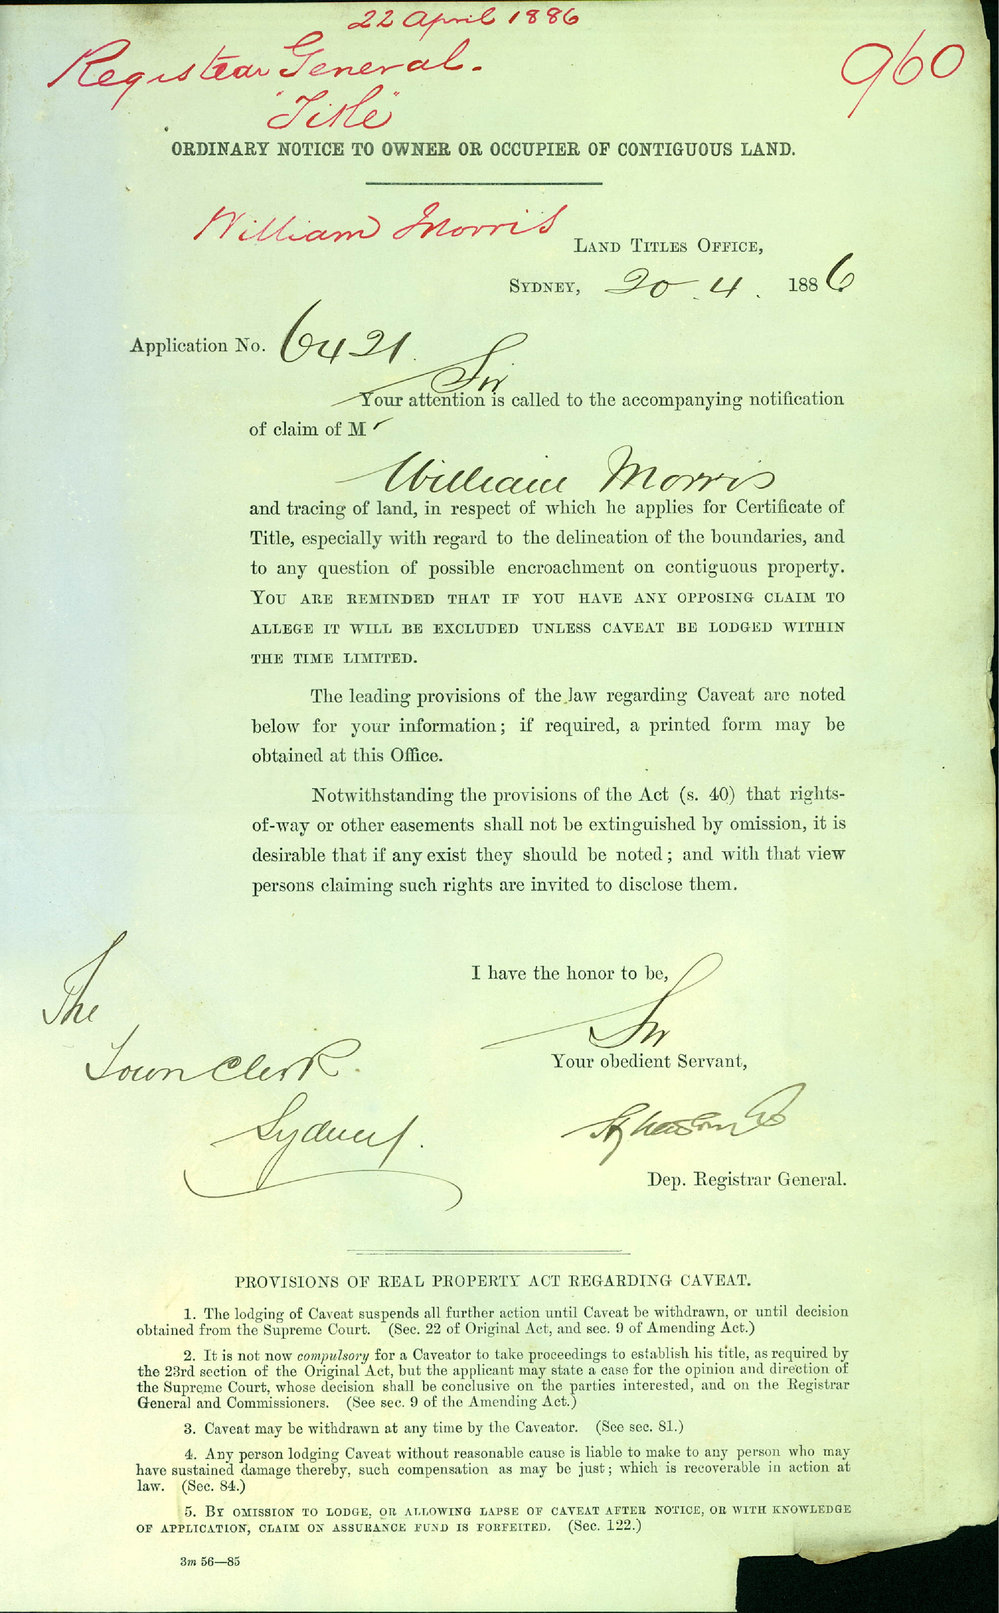 22 April 1886
Registrar General.
960
"Title"
ORDINARY NOTICE TO OWNER OR OCCUPIER OF CONTIGUOUS LAND.
William Morris
LAND TITLES OFFICE,
SYDNEY, 20.4.1886
Application No. 6421.
Sir
Your attention is called to the accompanying notification
of claim of Mr
William Morris
and tracing of land, in respect of which he applies for Certificate of
Title, especially with regard to the delineation of the boundaries, and
to any question of possible encroachment on contiguous property.
YOU ARE REMINDED THAT IF YOU HAVE ANY OPPOSING CLAIM TO
ALLEGE IT WILL BE EXCLUDED UNLESS CAVEAT BE LODGED WITHIN
THE TIME LIMITED.
The leading provisions of the law regarding Caveat are noted
below for your information; if required, a printed form may be
obtained at this Office.
Notwithstanding the provisions of the Act (s. 40) that rights-
of-way or other easements shall not be extinguished by omission, it is
desirable that if any exist they should be noted; and with that view
persons claiming such rights are invited to disclose them.
I have the honor to be,
The
Sir
Your obedient Servant,
Town Clerk.
Sydney.
Dep. Registrar General.
PROVISIONS OF REAL PROPERTY ACT REGARDING CAVEAT.
1. The lodging of Caveat suspends all further action until Caveat be withdrawn, or until decision
obtained from the Supreme Court. (Sec. 22 of Original Act, and sec. 9 of Amending Act.)
2. It is not now compulsory for a Caveator to take proceedings to establish his title, as required by
the 23rd section of the Original Act, but the applicant may state a case for the opinion and direction of
the Supreme Court, whose decision shall be conclusive on the parties interested, and on the Registrar
General and Commissioners. (See sec. 9 of the Amending Act.)
3. Caveat may be withdrawn at any time by the Caveator. (See sec. 81.)
4. Any person lodging Caveat without reasonable cause is liable to make to any person who may
have sustained damage thereby, such compensation as may be just; which is recoverable in action at
law. (Sec. 84.)
5. BY OMISSION TO LODGE, OR ALLOWING LAPSE OF CAVEAT AFTER NOTICE, OR WITH KNOWLEDGE
OF APPLICATION, CLAIM ON ASSURANCE FUND IS FORFEITED. (Sec. 122.)
3m 56—85